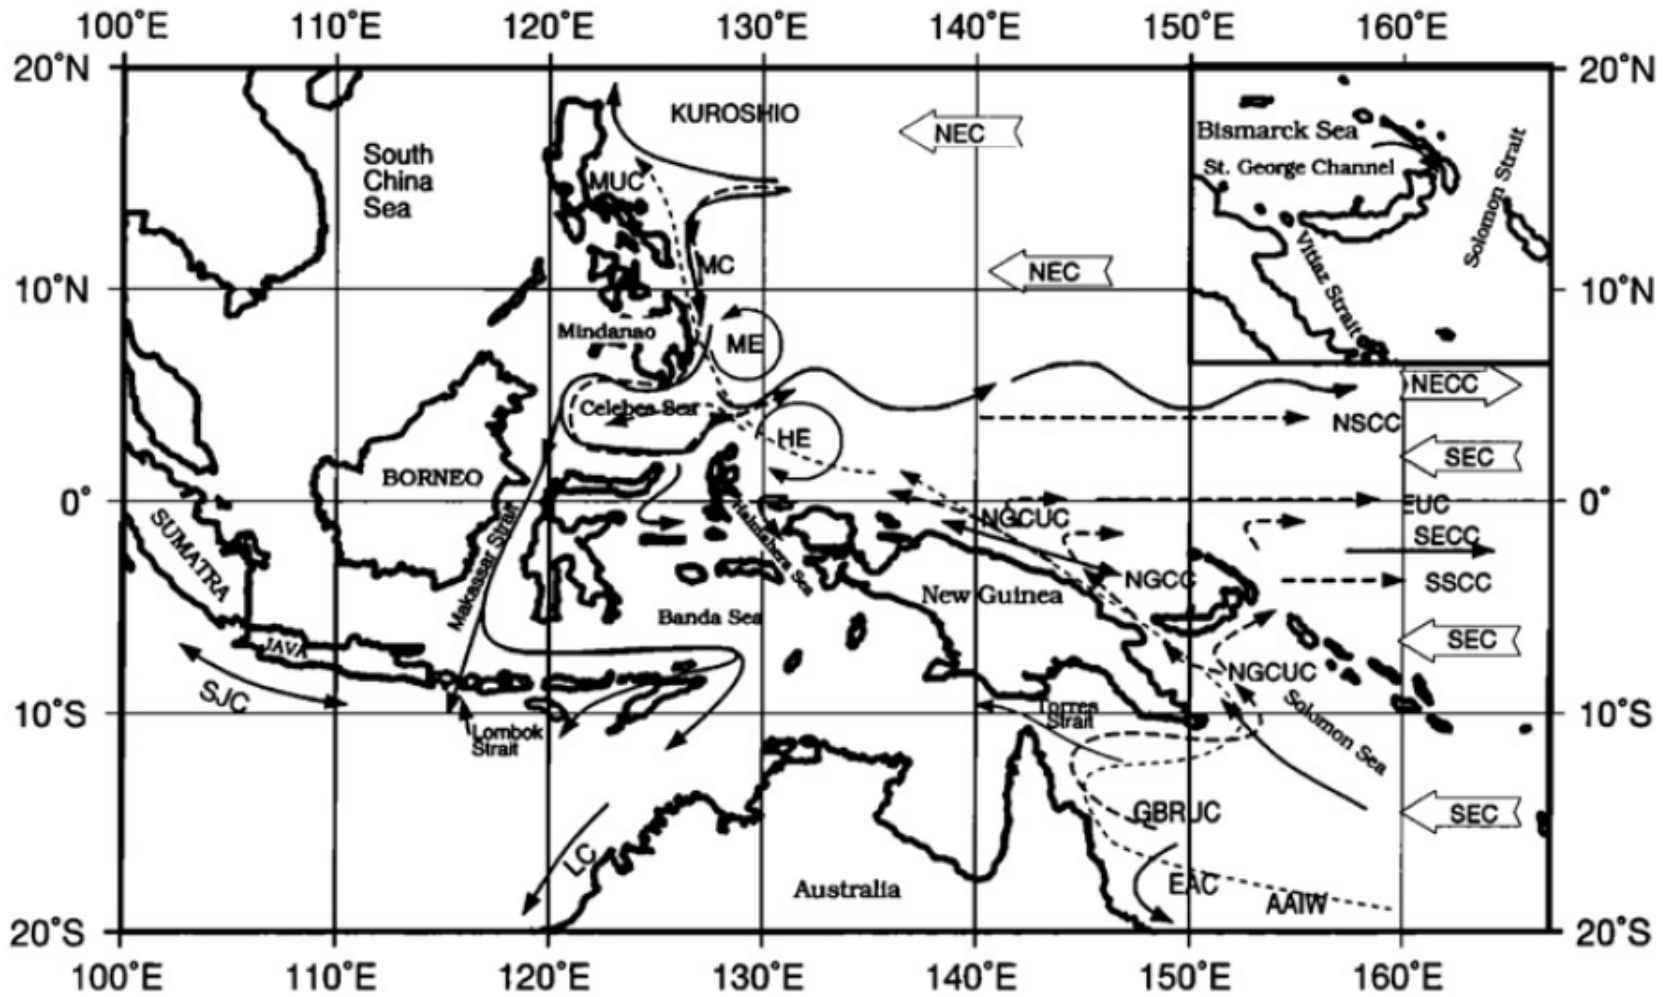 100°E 110°E 120°E 130°E 140°E 150°E 160°E
20°N 20°N
KUROSHIO
NEC
Bismarck Sea
St. George Channel
Solomon Strait
Vitiaz Strait
South
China
Sea
MUC
MC
NEC
10°N 10°N
Mindanao
ME
NECC
Celebes Sea
NSCC
HE
SEC
BORNEO
0° 0°
EUC
NGCUC
Makassar Strait
Halmahera Sea
SECC
SUMATRA
NGCC
SSCC
New Guinea
Banda Sea
JAVA
SEC
NGCUC
SJC
Solomon Sea
10°S 10°S
Torres
Strait
Lombok
Strait
GBRUC
SEC
LC
EAC
Australia
AAIW
20°S 20°S
100°E 110°E 120°E 130°E 140°E 150°E 160°E